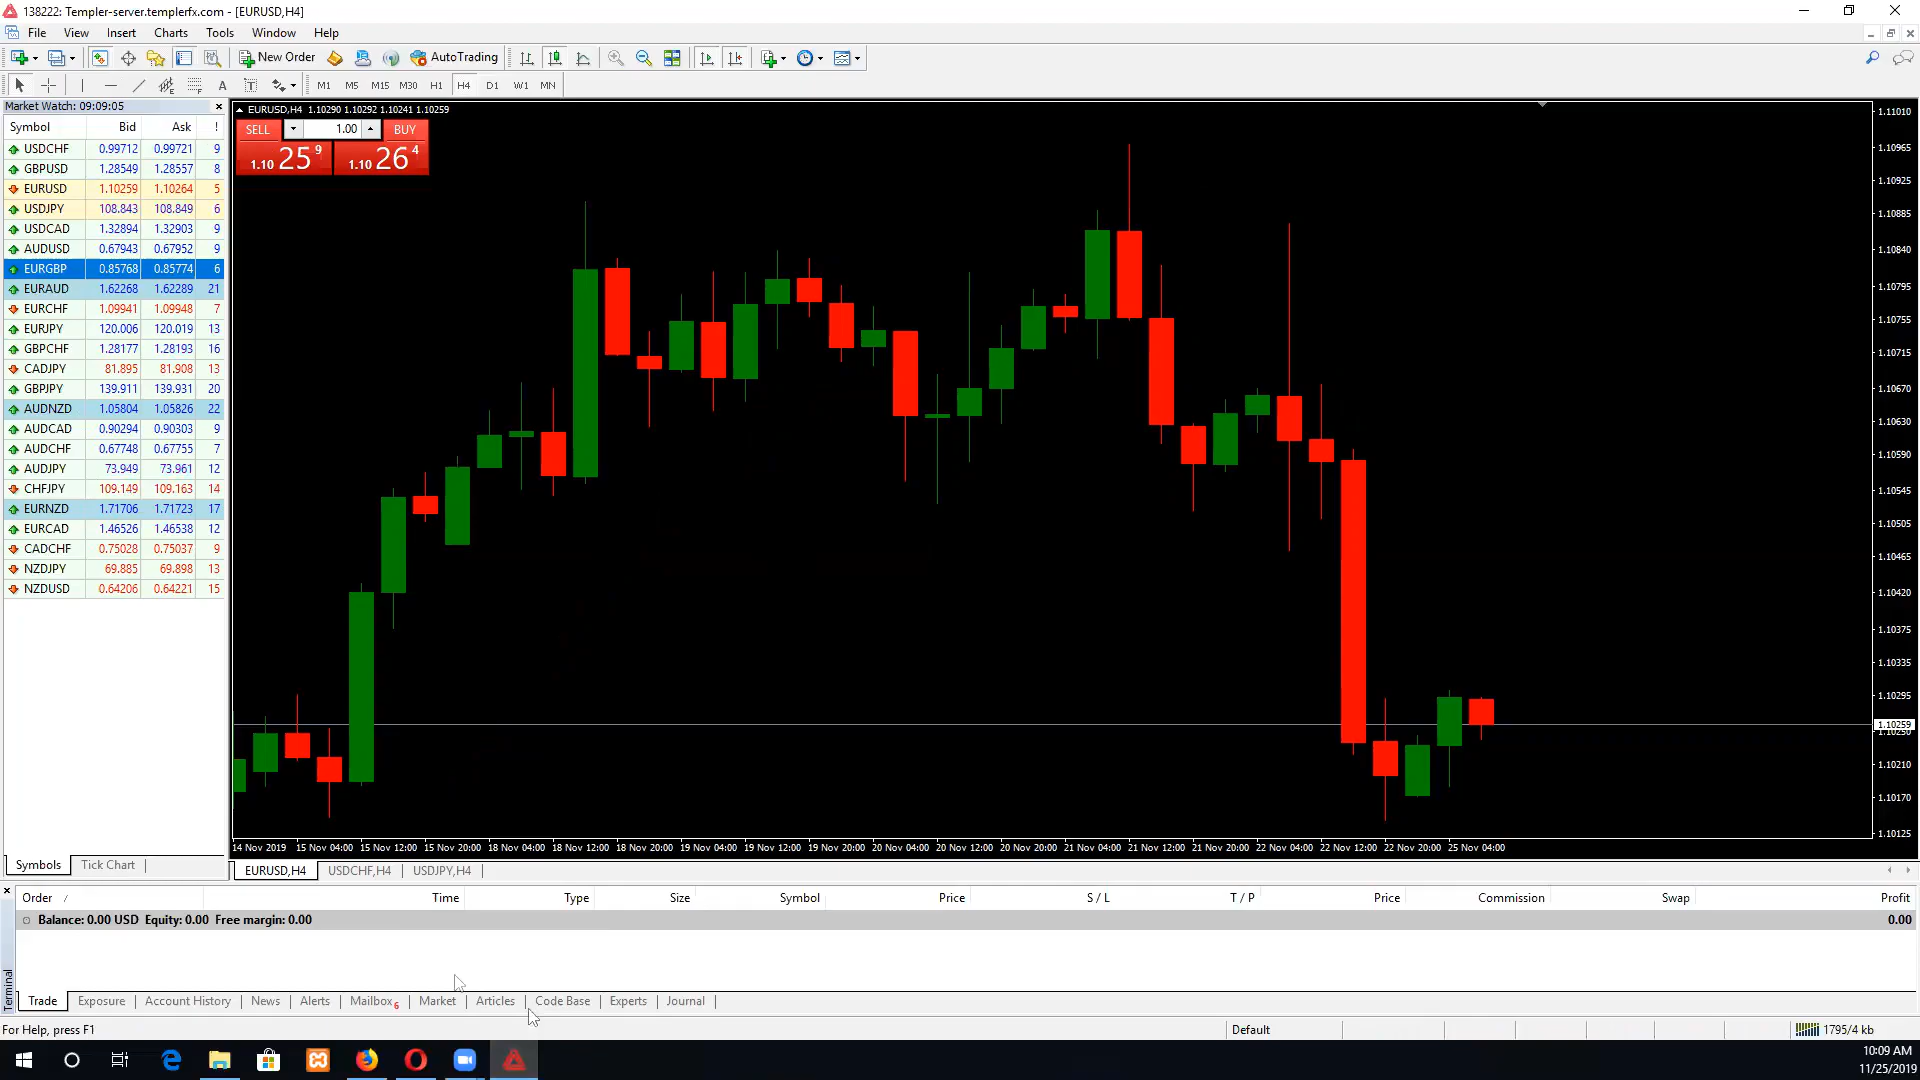 138222: Templer-server.templerfx.com - [EURUSD,H4]
File View Insert Charts Tools Window Help
New Order AutoTrading
A T M1 M5 M15 M30 H1 H4 D1 W1 MN
Market Watch: 09:09:05
Symbol Bid Ask !
USDCHF 0.99712 0.99721 9
GBPUSD 1.28549 1.28557 8
EURUSD 1.10259 1.10264 5
USDJPY 108.843 108.849 6
USDCAD 1.32894 1.32903 9
AUDUSD 0.67943 0.67952 9
EURGBP 0.85768 0.85774 6
EURAUD 1.62268 1.62289 21
EURCHF 1.09941 1.09948 7
EURJPY 120.006 120.019 13
GBPCHF 1.28177 1.28193 16
CADJPY 81.895 81.908 13
GBPJPY 139.911 139.931 20
AUDNZD 1.05804 1.05826 22
AUDCAD 0.90294 0.90303 9
AUDCHF 0.67748 0.67755 7
AUDJPY 73.949 73.961 12
CHFJPY 109.149 109.163 14
EURNZD 1.71706 1.71723 17
EURCAD 1.46526 1.46538 12
CADCHF 0.75028 0.75037 9
NZDJPY 69.885 69.898 13
NZDUSD 0.64206 0.64221 15
Symbols Tick Chart
EURUSD,H4 1.10290 1.10292 1.10241 1.10259
SELL 1.00 BUY
1.10 25 9 1.10 26 4
1.11010
1.10965
1.10925
1.10885
1.10840
1.10795
1.10755
1.10715
1.10670
1.10630
1.10590
1.10545
1.10505
1.10465
1.10420
1.10375
1.10335
1.10295
1.10259
1.10250
1.10210
1.10170
1.10125
14 Nov 2019 15 Nov 04:00 15 Nov 12:00 15 Nov 20:00 18 Nov 04:00 18 Nov 12:00 18 Nov 20:00 19 Nov 04:00 19 Nov 12:00 19 Nov 20:00 20 Nov 04:00 20 Nov 12:00 20 Nov 20:00 21 Nov 04:00 21 Nov 12:00 21 Nov 20:00 22 Nov 04:00 22 Nov 12:00 22 Nov 20:00 25 Nov 04:00
EURUSD,H4 USDCHF,H4 USDJPY,H4
Order / Time Type Size Symbol Price S / L T / P Price Commission Swap Profit
Balance: 0.00 USD Equity: 0.00 Free margin: 0.00 0.00
Terminal
Trade Exposure Account History News Alerts Mailbox 6 Market Articles Code Base Experts Journal
For Help, press F1 Default 1795/4 kb
10:09 AM
11/25/2019